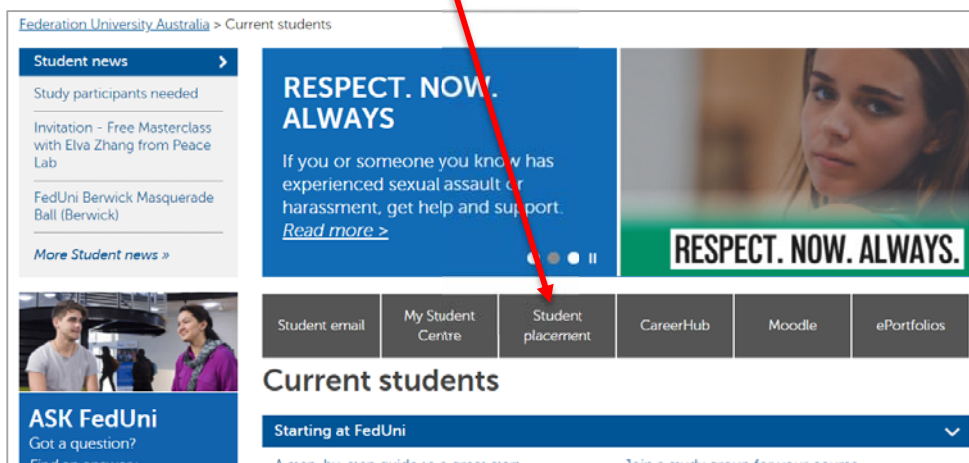 Federation University Australia > Current students
Student news
Study participants needed
Invitation - Free Masterclass
with Elva Zhang from Peace
Lab
FedUni Berwick Masquerade
Ball (Berwick)
More Student news »
RESPECT. NOW.
ALWAYS
If you or someone you know has
experienced sexual assault or
harassment, get help and support.
Read more >
RESPECT. NOW. ALWAYS.
Student email
My Student
Centre
Student
placement
CareerHub
Moodle
ePortfolios
Current students
ASK FedUni
Got a question?
Starting at FedUni